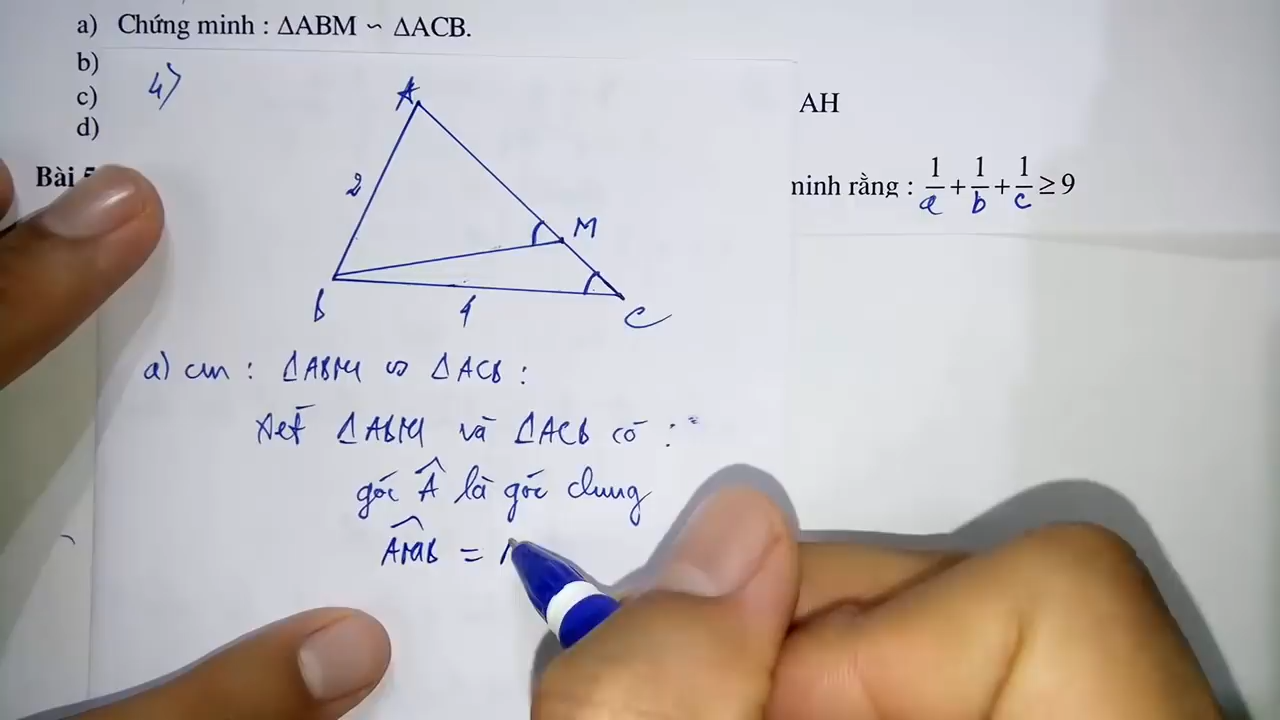 a) Chứng minh : ΔABM ∽ ΔACB.
b)
c)
d)
AH
Bài 5
minh rằng : 1/a + 1/b + 1/c ≥ 9
4)
A
2
M
B
4
C
a) cm : ΔABM ∽ ΔACB :
Xét ΔABM và ΔACB có :
góc Â là góc chung
AMB =